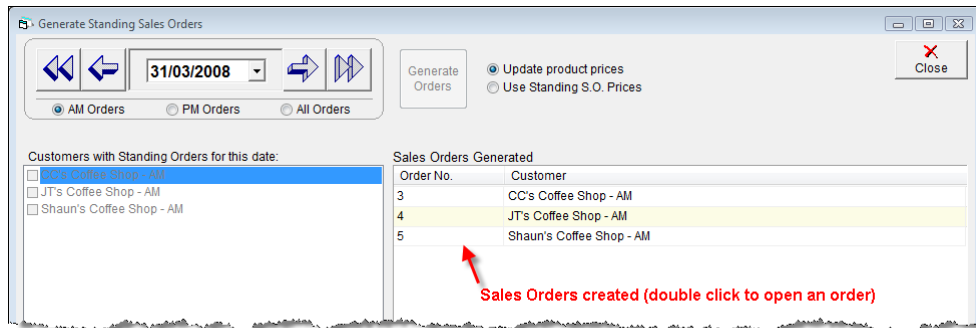 Generate Standing Sales Orders
31/03/2008
AM Orders
PM Orders
All Orders
Generate
Orders
Update product prices
Use Standing S.O. Prices
Close
Customers with Standing Orders for this date:
CC's Coffee Shop - AM
JT's Coffee Shop - AM
Shaun's Coffee Shop - AM
Sales Orders Generated
Order No. Customer
3 CC's Coffee Shop - AM
4 JT's Coffee Shop - AM
5 Shaun's Coffee Shop - AM
Sales Orders created (double click to open an order)